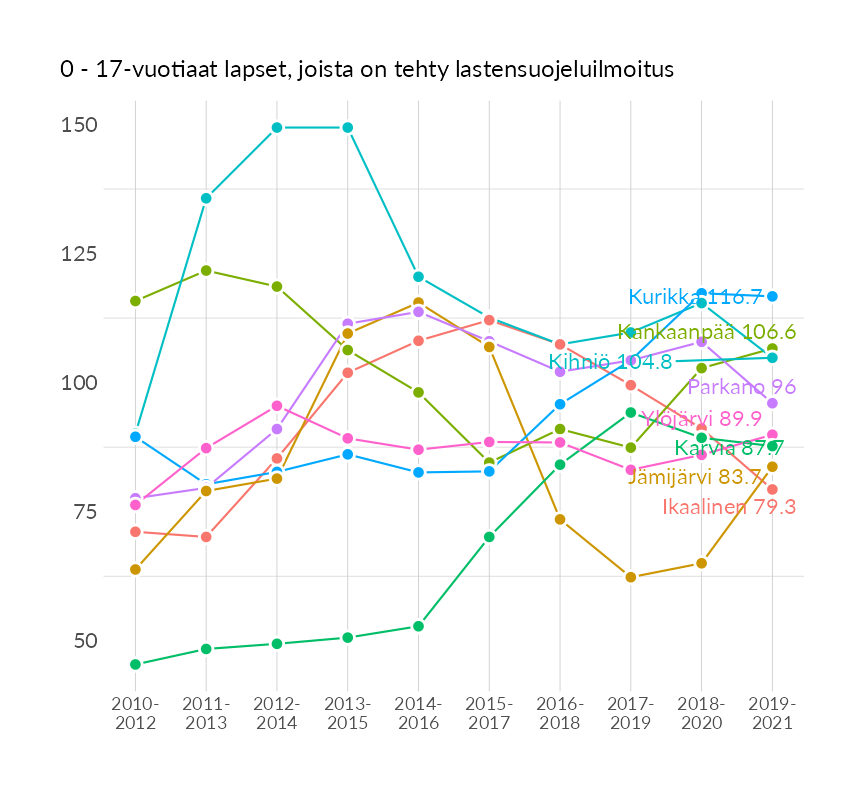 0 - 17-vuotiaat lapset, joista on tehty lastensuojeluilmoitus
150
125
100
75
50
Kurikka 116.7
Kankaanpää 106.6
Kihniö 104.8
Parkano 96
Ylöjärvi 89.9
Karvia 87.7
Jämijärvi 83.7
Ikaalinen 79.3
2010- 2011- 2012- 2013- 2014- 2015- 2016- 2017- 2018- 2019-
2012 2013 2014 2015 2016 2017 2018 2019 2020 2021